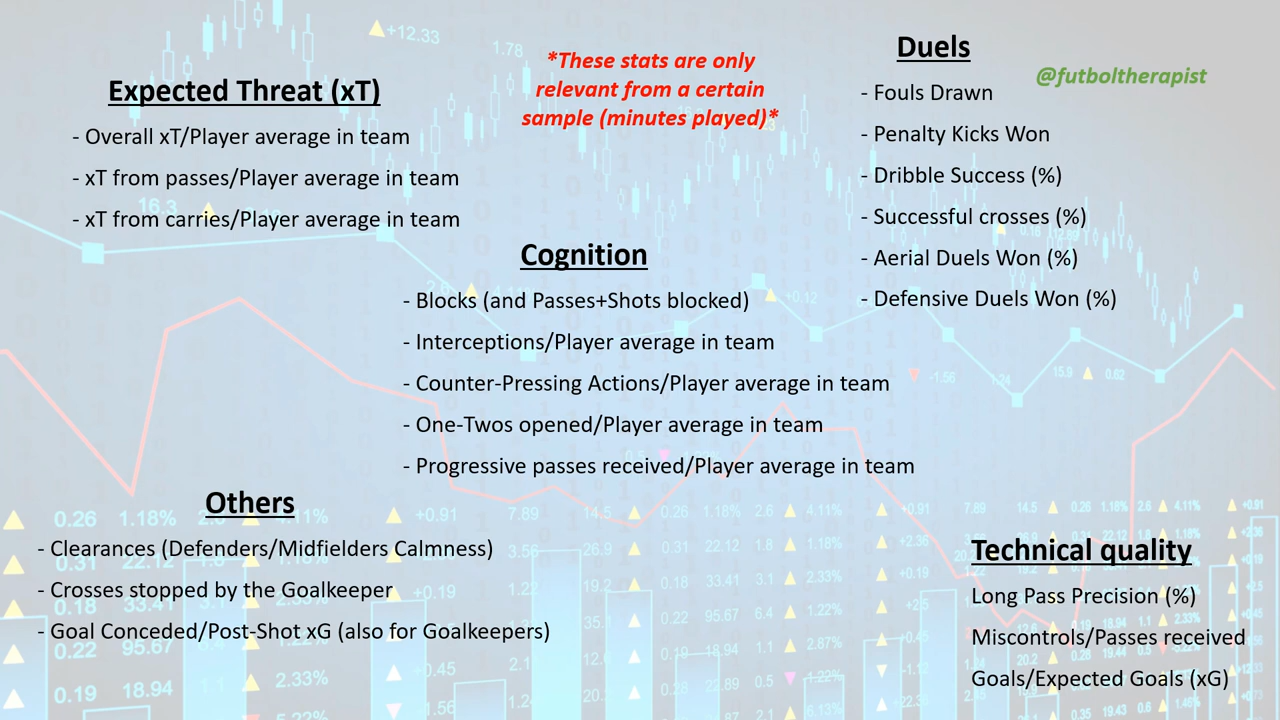 *These stats are only
relevant from a certain
sample (minutes played)*
@futboltherapist
Expected Threat (xT)
- Overall xT/Player average in team
- xT from passes/Player average in team
- xT from carries/Player average in team
Duels
- Fouls Drawn
- Penalty Kicks Won
- Dribble Success (%)
- Successful crosses (%)
- Aerial Duels Won (%)
- Defensive Duels Won (%)
Cognition
- Blocks (and Passes+Shots blocked)
- Interceptions/Player average in team
- Counter-Pressing Actions/Player average in team
- One-Twos opened/Player average in team
- Progressive passes received/Player average in team
Others
- Clearances (Defenders/Midfielders Calmness)
- Crosses stopped by the Goalkeeper
- Goal Conceded/Post-Shot xG (also for Goalkeepers)
Technical quality
Long Pass Precision (%)
Miscontrols/Passes received
Goals/Expected Goals (xG)